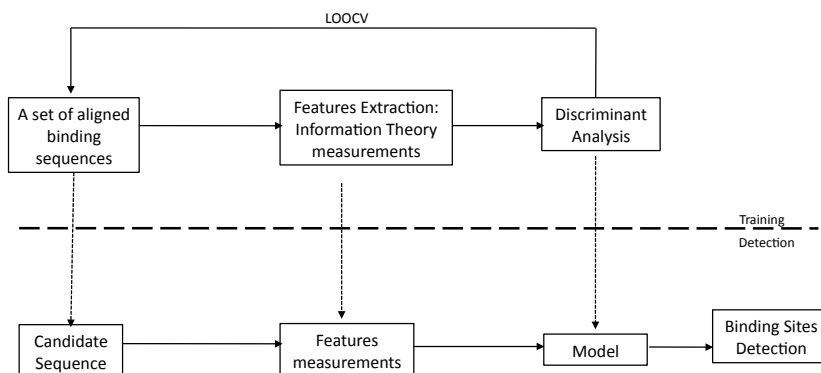 LOOCV
A set of aligned
binding
sequences
Features Extraction:
Information Theory
measurements
Discriminant
Analysis
Training
Detection
Candidate
Sequence
Features
measurements
Model
Binding Sites
Detection